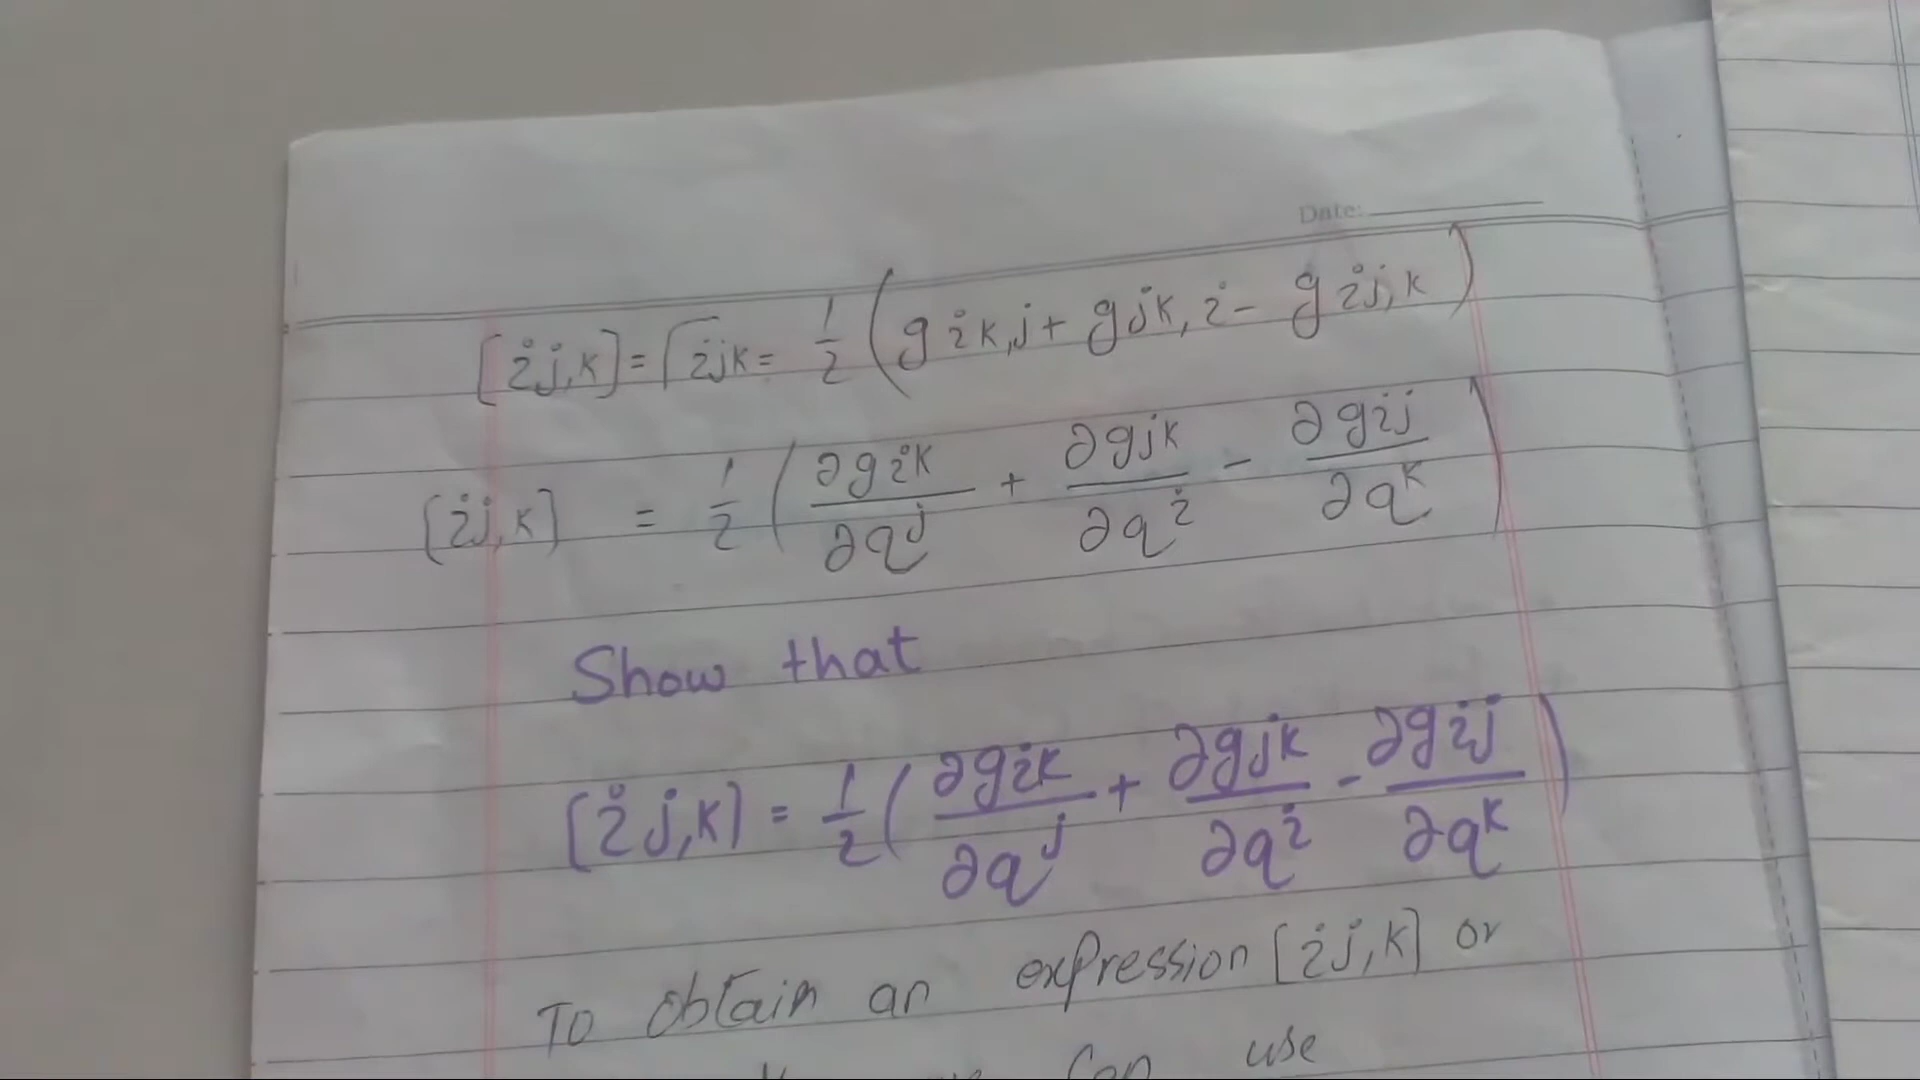 Date:
[ij,k] = Γijk = 1/2 (gik,j + gjk,i - gij,k)
[ij,k] = 1/2 (∂gik/∂q^j + ∂gjk/∂q^i - ∂gij/∂q^k)
Show that
[ij,k] = 1/2 (∂gik/∂q^j + ∂gjk/∂q^i - ∂gij/∂q^k)
To obtain an expression [ij,k] or
can use